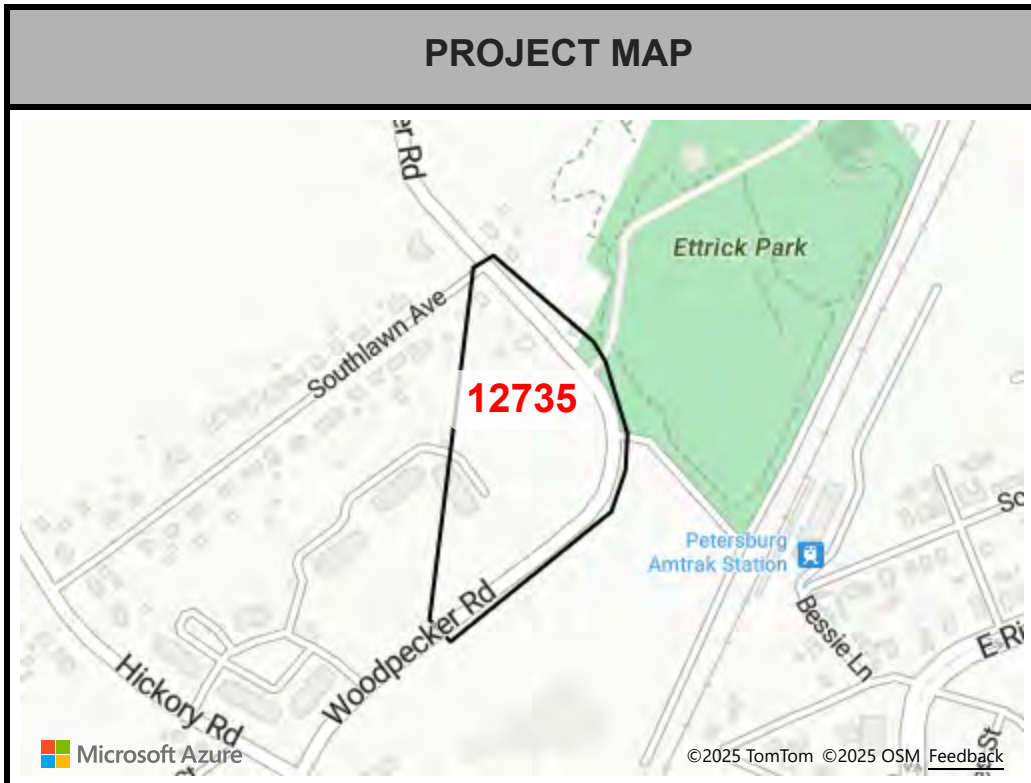 PROJECT MAP
er Rd
Ettrick Park
Southlawn Ave
12735
Petersburg
Amtrak Station
Woodpecker Rd
Bessie Ln
Hickory Rd
Microsoft Azure
©2025 TomTom ©2025 OSM Feedback